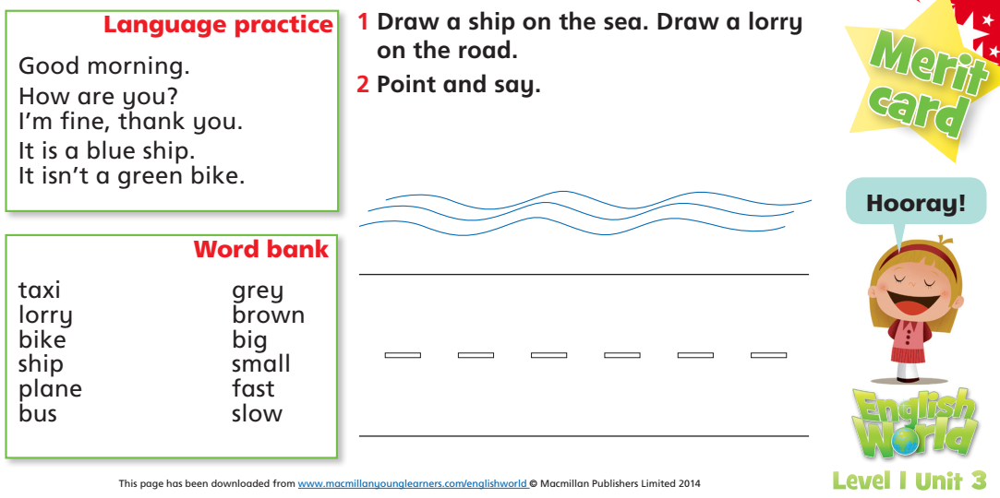 Language practice
Good morning.
How are you?
I'm fine, thank you.
It is a blue ship.
It isn't a green bike.
Word bank
taxi
lorry
bike
ship
plane
bus
grey
brown
big
small
fast
slow
1 Draw a ship on the sea. Draw a lorry
on the road.
2 Point and say.
Merit
card
Hooray!
English
World
Level 1 Unit 3
This page has been downloaded from www.macmillanyounglearners.com/englishworld © Macmillan Publishers Limited 2014